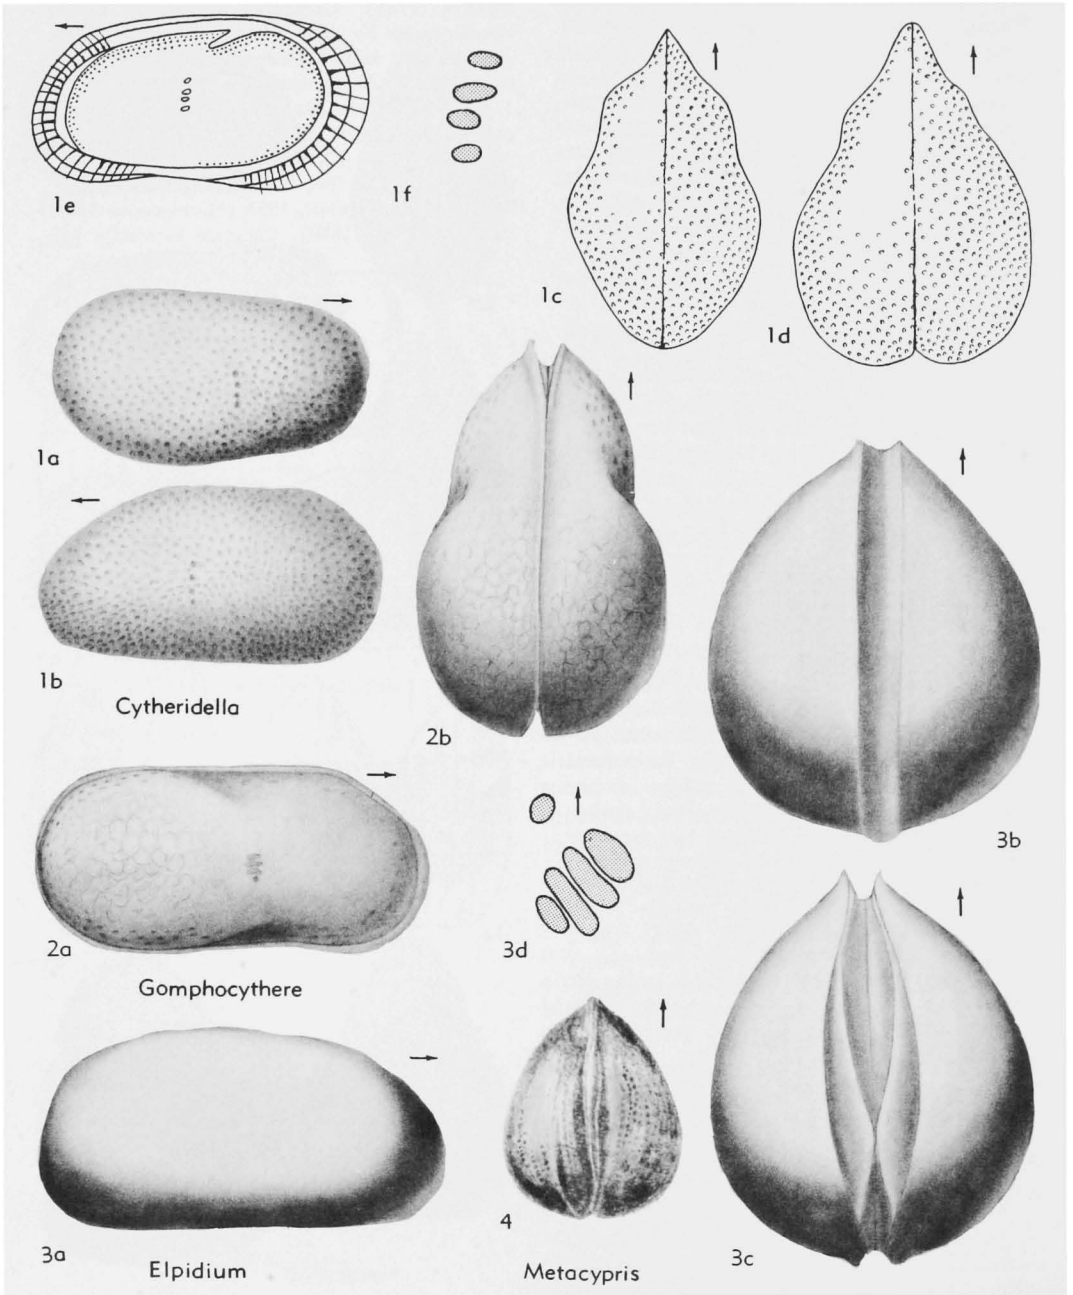 1e
1f
1c
1d
1a
1b
Cytheridella
2b
3b
2a
Gomphocythere
3d
3a
Elpidium
4
Metacypris
3c